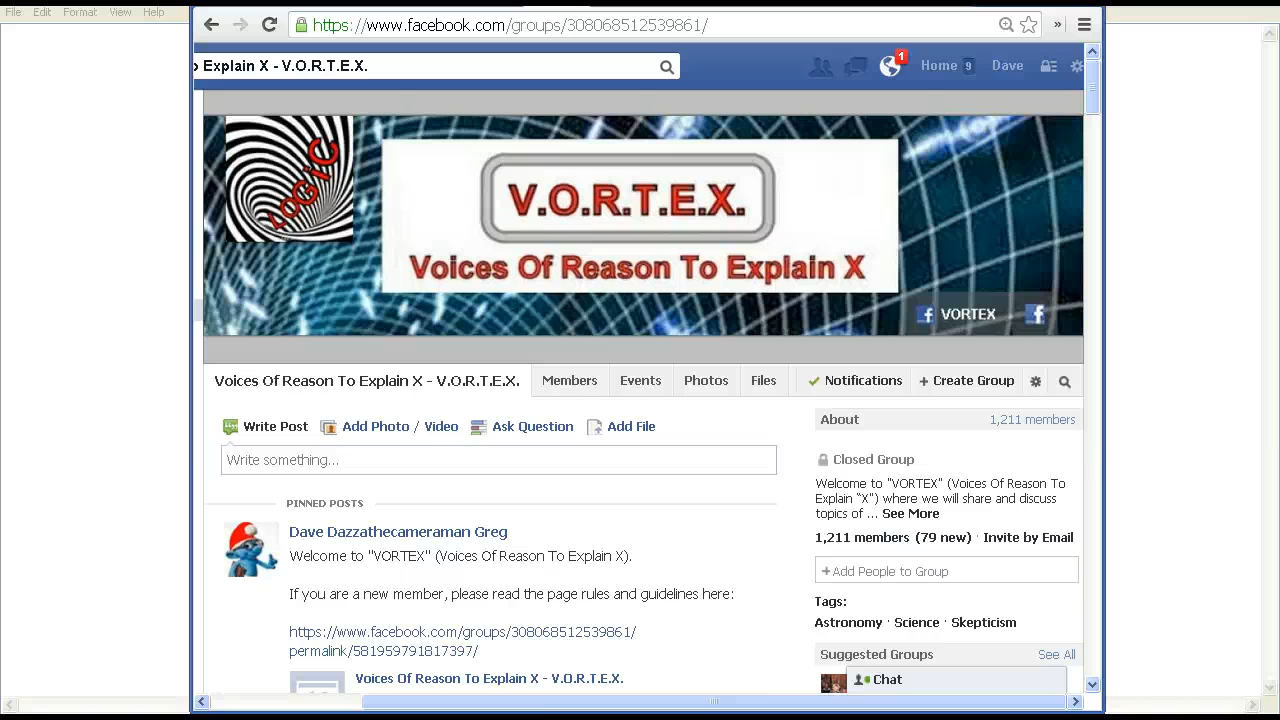 File Edit Format View Help
https://www.facebook.com/groups/308068512539861/ »
Explain X - V.O.R.T.E.X.
1
Home 9 Dave
LOGiC
V.O.R.T.E.X.
Voices Of Reason To Explain X
VORTEX
Voices Of Reason To Explain X - V.O.R.T.E.X. Members Events Photos Files Notifications + Create Group
Write Post Add Photo / Video Ask Question Add File
Write something...
PINNED POSTS
Dave Dazzathecameraman Greg
Welcome to "VORTEX" (Voices Of Reason To Explain X).
If you are a new member, please read the page rules and guidelines here:
https://www.facebook.com/groups/308068512539861/
permalink/581959791817397/
Voices Of Reason To Explain X - V.O.R.T.E.X.
About 1,211 members
Closed Group
Welcome to "VORTEX" (Voices Of Reason To
Explain “X”) where we will share and discuss
topics of ... See More
1,211 members (79 new) · Invite by Email
+Add People to Group
Tags:
Astronomy · Science · Skepticism
Suggested Groups See All
Chat